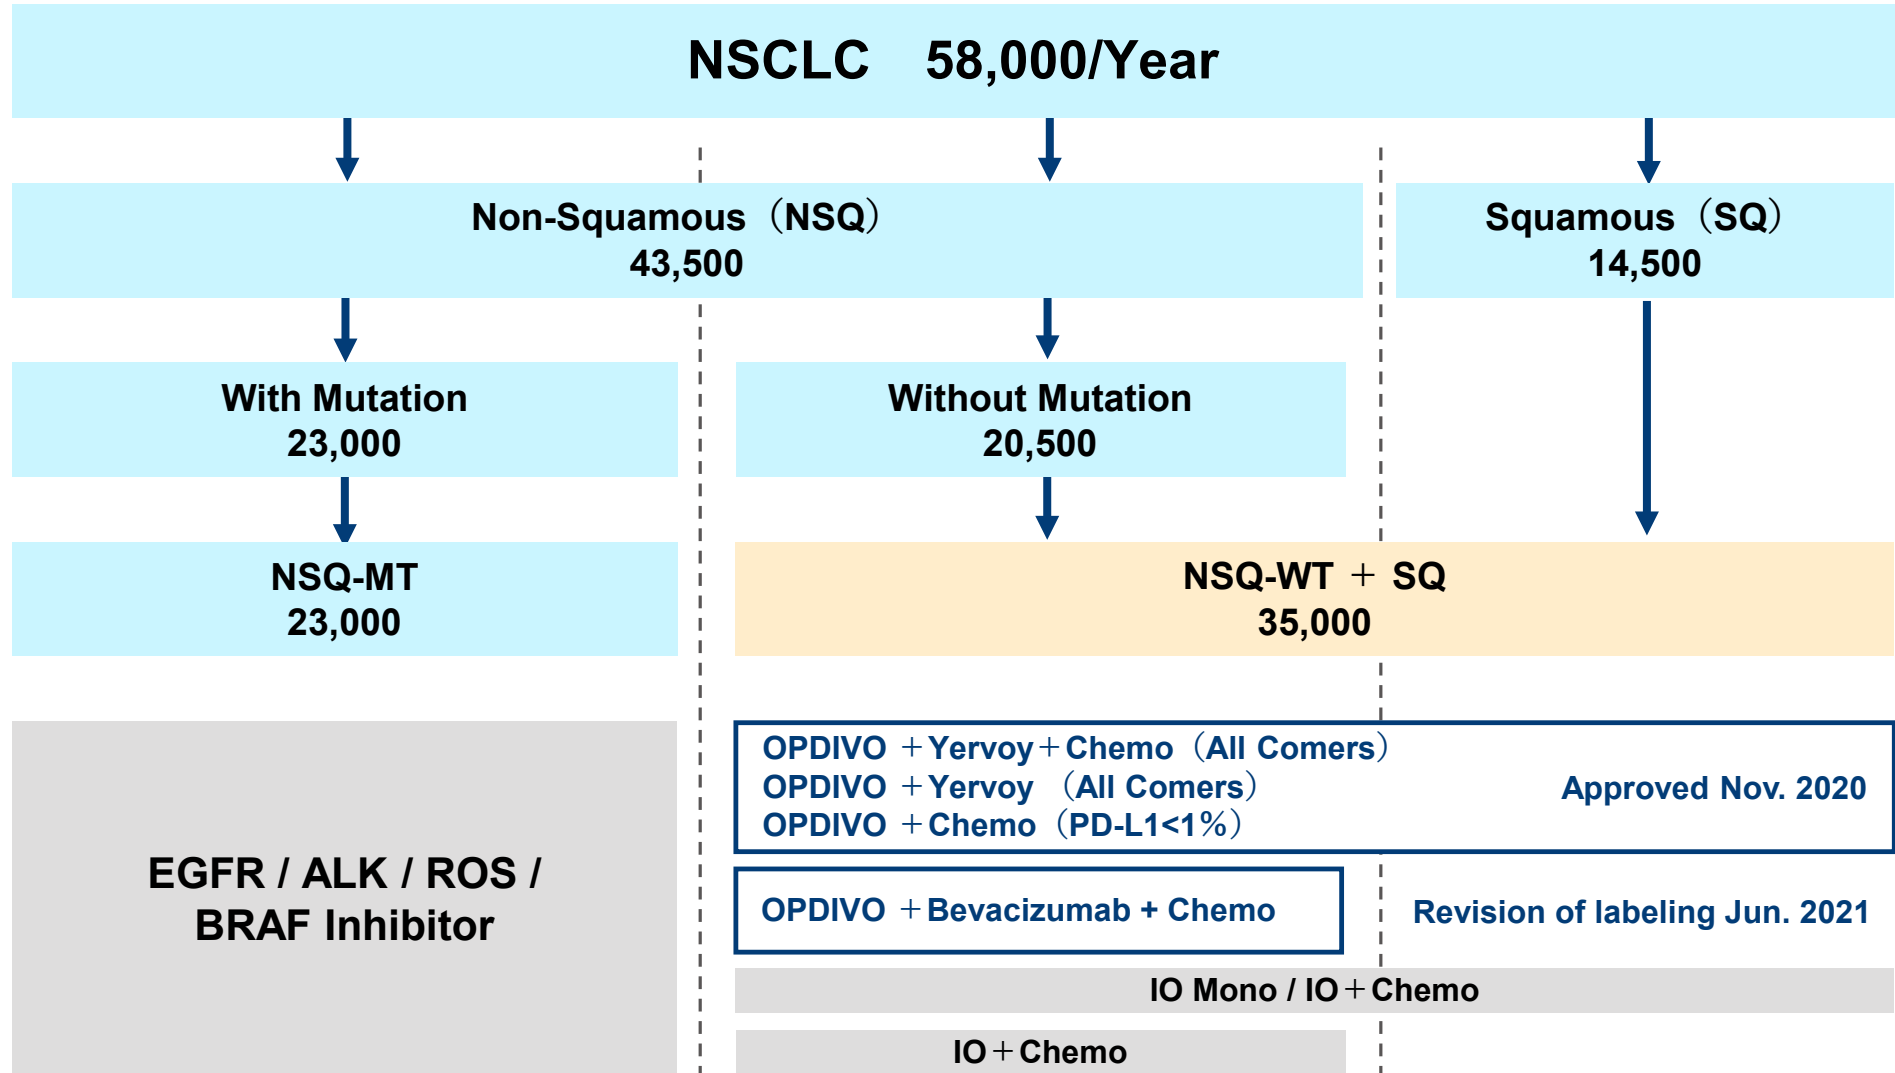 NSCLC 58,000/Year
Non-Squamous（NSQ）
43,500
Squamous（SQ）
14,500
With Mutation
23,000
Without Mutation
20,500
NSQ-MT
23,000
NSQ-WT ＋ SQ
35,000
EGFR / ALK / ROS /
BRAF Inhibitor
OPDIVO ＋Yervoy＋Chemo（All Comers）
OPDIVO ＋Yervoy （All Comers）
OPDIVO ＋Chemo（PD-L1<1％）
Approved Nov. 2020
OPDIVO ＋Bevacizumab + Chemo
Revision of labeling Jun. 2021
IO Mono / IO＋Chemo
IO＋Chemo